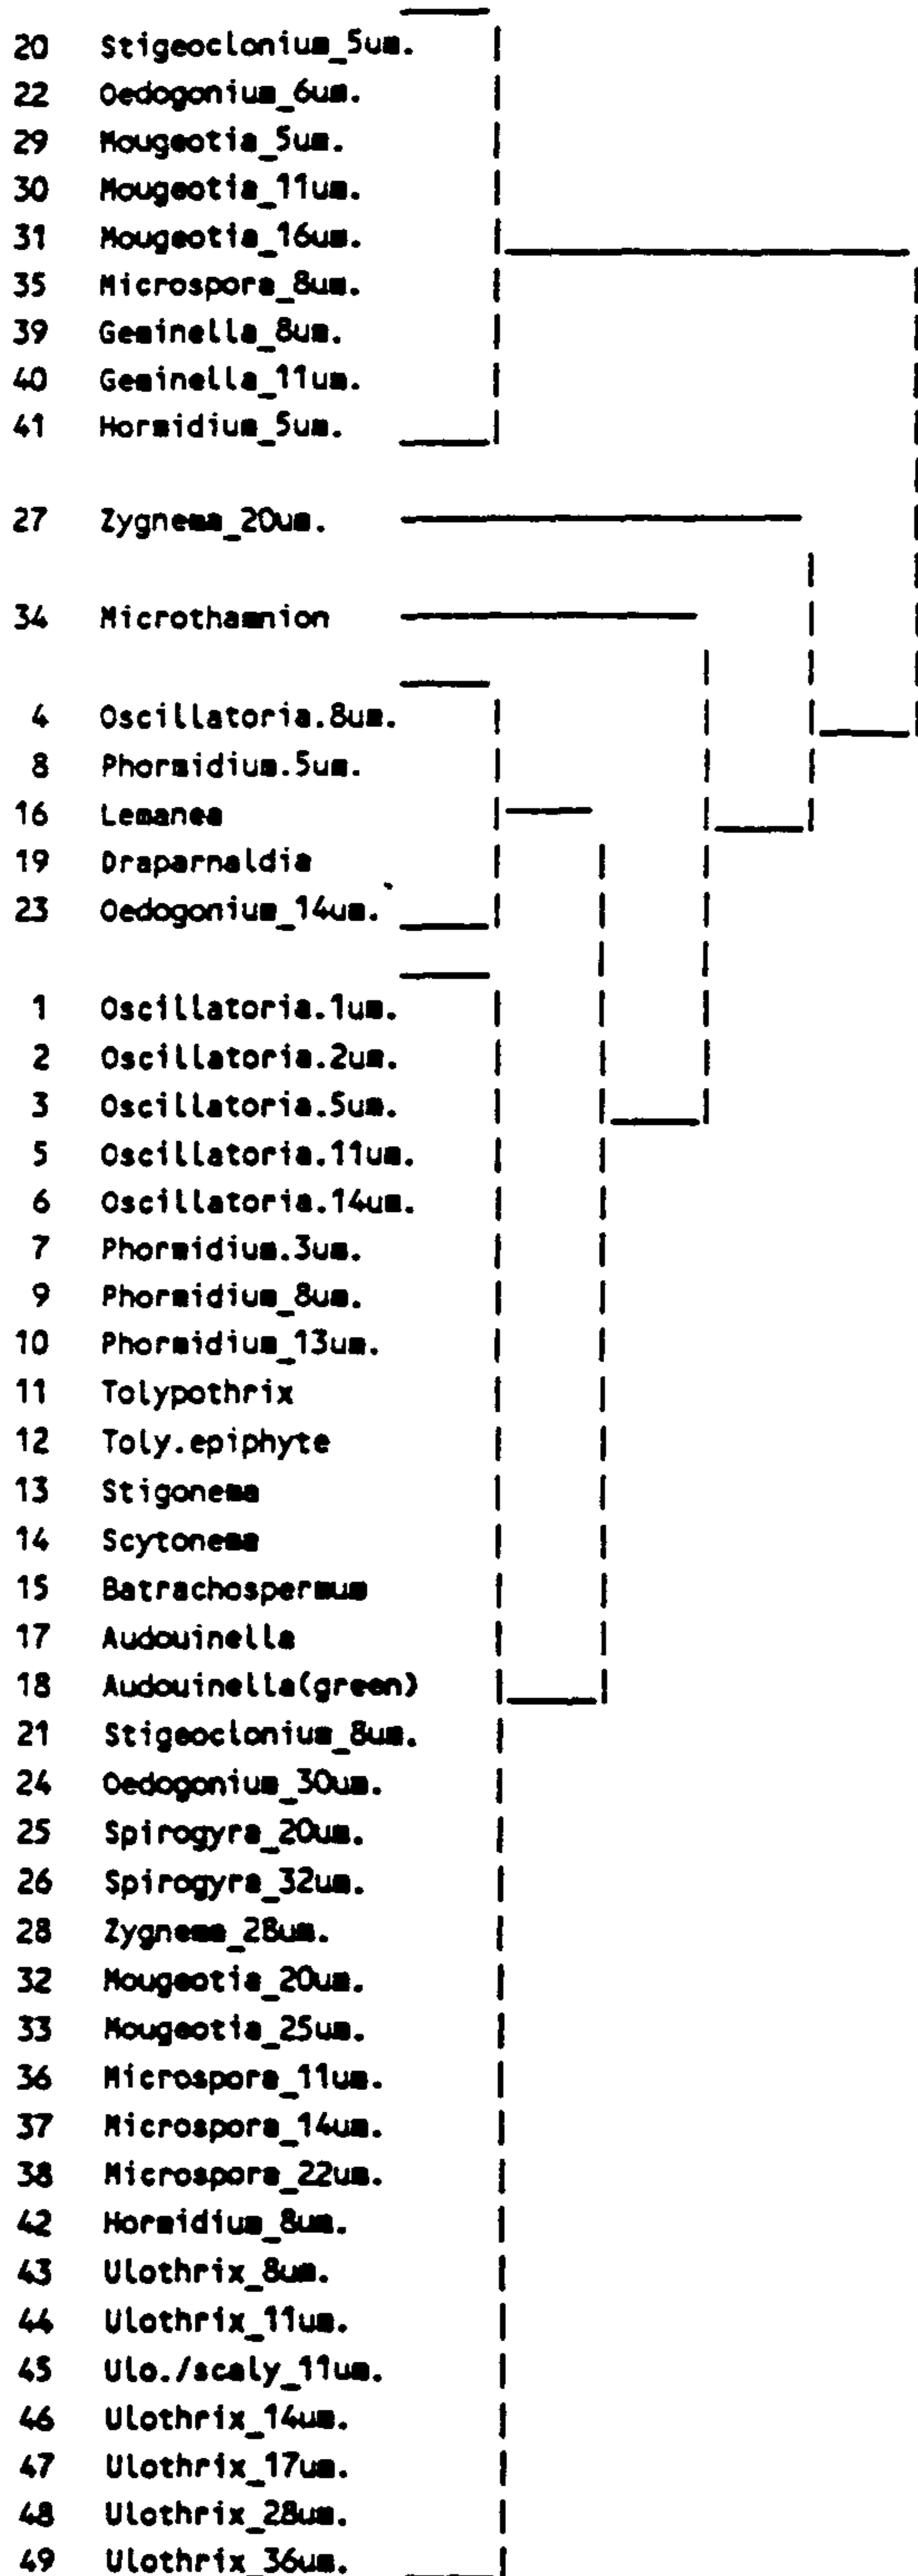 20 Stigeoclonium_5um.
22 Oedogonium_6um.
29 Mougeotia_5um.
30 Mougeotia_11um.
31 Mougeotia_16um.
35 Microspora_8um.
39 Geminella_8um.
40 Geminella_11um.
41 Hormidium_5um.
27 Zygnema_20um.
34 Microthamnion
4 Oscillatoria.8um.
8 Phormidium.5um.
16 Lemanea
19 Draparnaldia
23 Oedogonium_14um.
1 Oscillatoria.1um.
2 Oscillatoria.2um.
3 Oscillatoria.5um.
5 Oscillatoria.11um.
6 Oscillatoria.14um.
7 Phormidium.3um.
9 Phormidium_8um.
10 Phormidium_13um.
11 Tolypothrix
12 Toly.epiphyte
13 Stigonema
14 Scytonema
15 Batrachospermum
17 Audouinella
18 Audouinella(green)
21 Stigeoclonium_8um.
24 Oedogonium_30um.
25 Spirogyra_20um.
26 Spirogyra_32um.
28 Zygnema_28um.
32 Mougeotia_20um.
33 Mougeotia_25um.
36 Microspora_11um.
37 Microspora_14um.
38 Microspora_22um.
42 Hormidium_8um.
43 Ulothrix_8um.
44 Ulothrix_11um.
45 Ulo./scaly_11um.
46 Ulothrix_14um.
47 Ulothrix_17um.
48 Ulothrix_28um.
49 Ulothrix_36um.